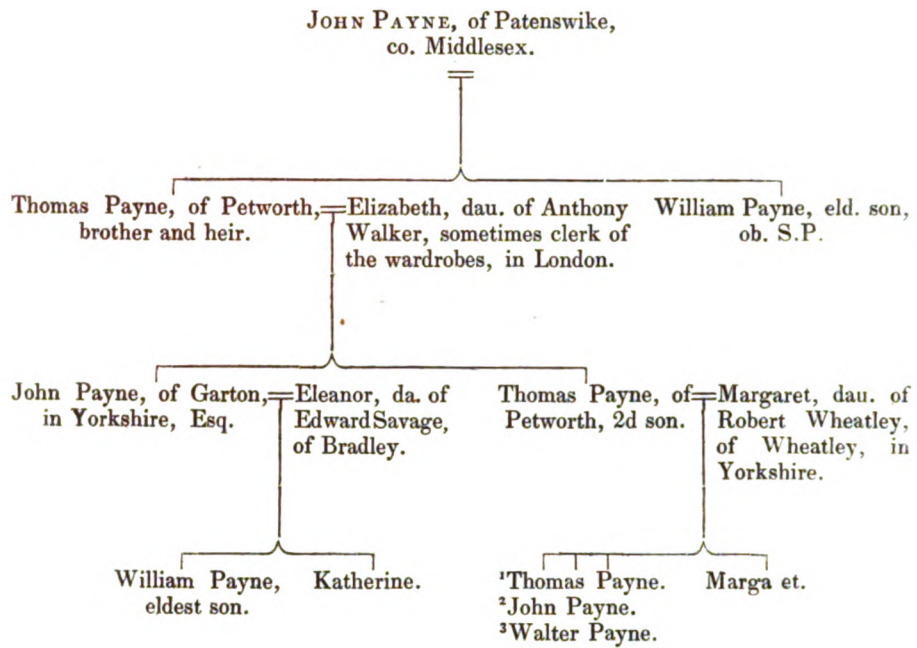 JOHN PAYNE, of Patenswike,
co. Middlesex.
Thomas Payne, of Petworth,
brother and heir.
Elizabeth, dau. of Anthony
Walker, sometimes clerk of
the wardrobes, in London.
William Payne, eld. son,
ob. S.P.
John Payne, of Garton,
in Yorkshire, Esq.
Eleanor, da. of
Edward Savage,
of Bradley.
Thomas Payne, of
Petworth, 2d son.
Margaret, dau. of
Robert Wheatley,
of Wheatley, in
Yorkshire.
William Payne,
eldest son.
Katherine.
¹Thomas Payne.
²John Payne.
³Walter Payne.
Marga et.